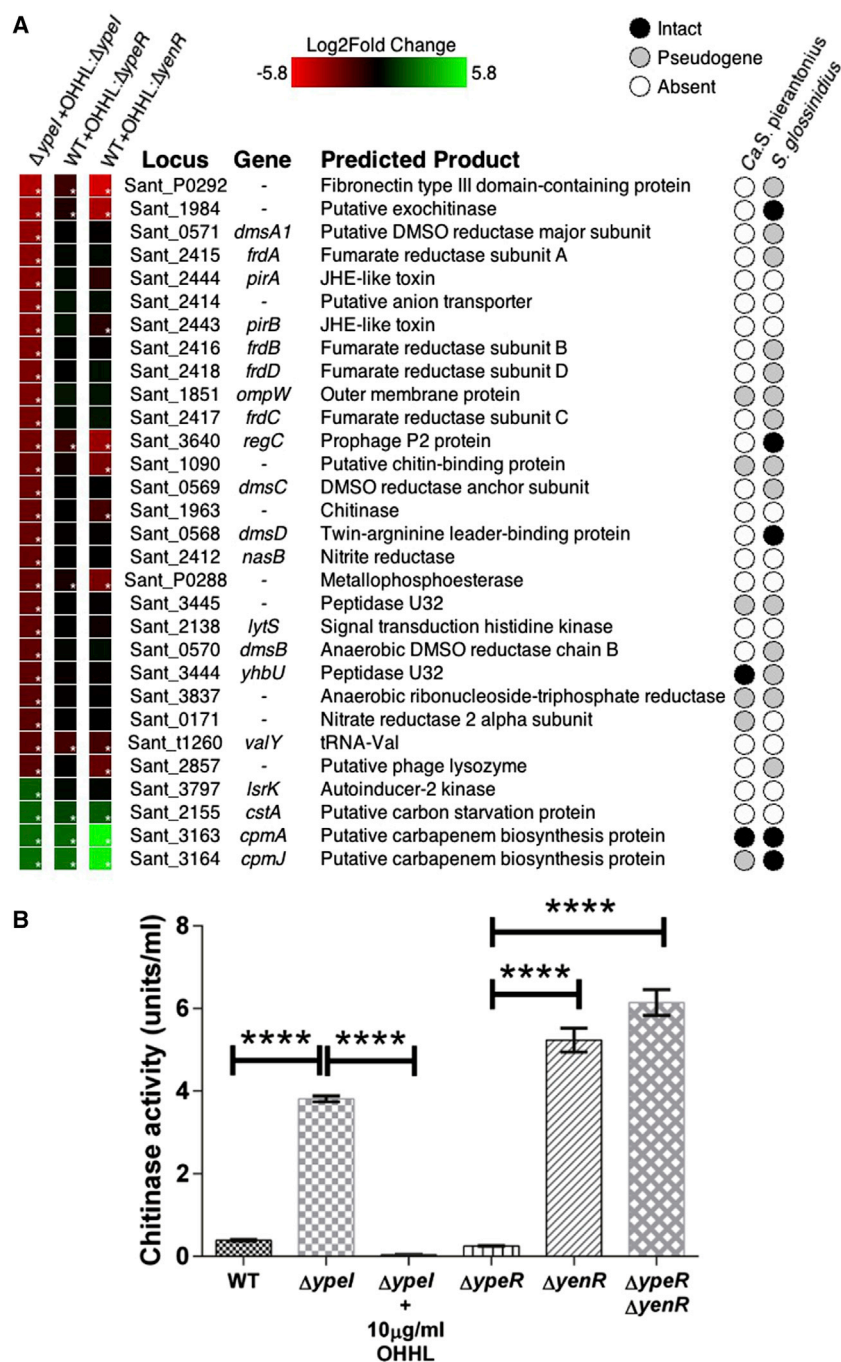 A
ΔypeI +OHHL:ΔypeI
WT+OHHL:ΔypeR
WT+OHHL:ΔyenR
Log2Fold Change
-5.8 5.8
Intact
Pseudogene
Absent
Ca.S. pierantonius
S. glossinidius
Locus Gene Predicted Product
Sant_P0292 - Fibronectin type III domain-containing protein
Sant_1984 - Putative exochitinase
Sant_0571 dmsA1 Putative DMSO reductase major subunit
Sant_2415 frdA Fumarate reductase subunit A
Sant_2444 pirA JHE-like toxin
Sant_2414 - Putative anion transporter
Sant_2443 pirB JHE-like toxin
Sant_2416 frdB Fumarate reductase subunit B
Sant_2418 frdD Fumarate reductase subunit D
Sant_1851 ompW Outer membrane protein
Sant_2417 frdC Fumarate reductase subunit C
Sant_3640 regC Prophage P2 protein
Sant_1090 - Putative chitin-binding protein
Sant_0569 dmsC DMSO reductase anchor subunit
Sant_1963 - Chitinase
Sant_0568 dmsD Twin-argninine leader-binding protein
Sant_2412 nasB Nitrite reductase
Sant_P0288 - Metallophosphoesterase
Sant_3445 - Peptidase U32
Sant_2138 lytS Signal transduction histidine kinase
Sant_0570 dmsB Anaerobic DMSO reductase chain B
Sant_3444 yhbU Peptidase U32
Sant_3837 - Anaerobic ribonucleoside-triphosphate reductase
Sant_0171 - Nitrate reductase 2 alpha subunit
Sant_t1260 valY tRNA-Val
Sant_2857 - Putative phage lysozyme
Sant_3797 lsrK Autoinducer-2 kinase
Sant_2155 cstA Putative carbon starvation protein
Sant_3163 cpmA Putative carbapenem biosynthesis protein
Sant_3164 cpmJ Putative carbapenem biosynthesis protein
B
Chitinase activity (units/ml)
8
6
4
2
0
****
****
****
****
WT
ΔypeI
ΔypeI
+
10µg/ml
OHHL
ΔypeR
ΔyenR
ΔypeR
ΔyenR